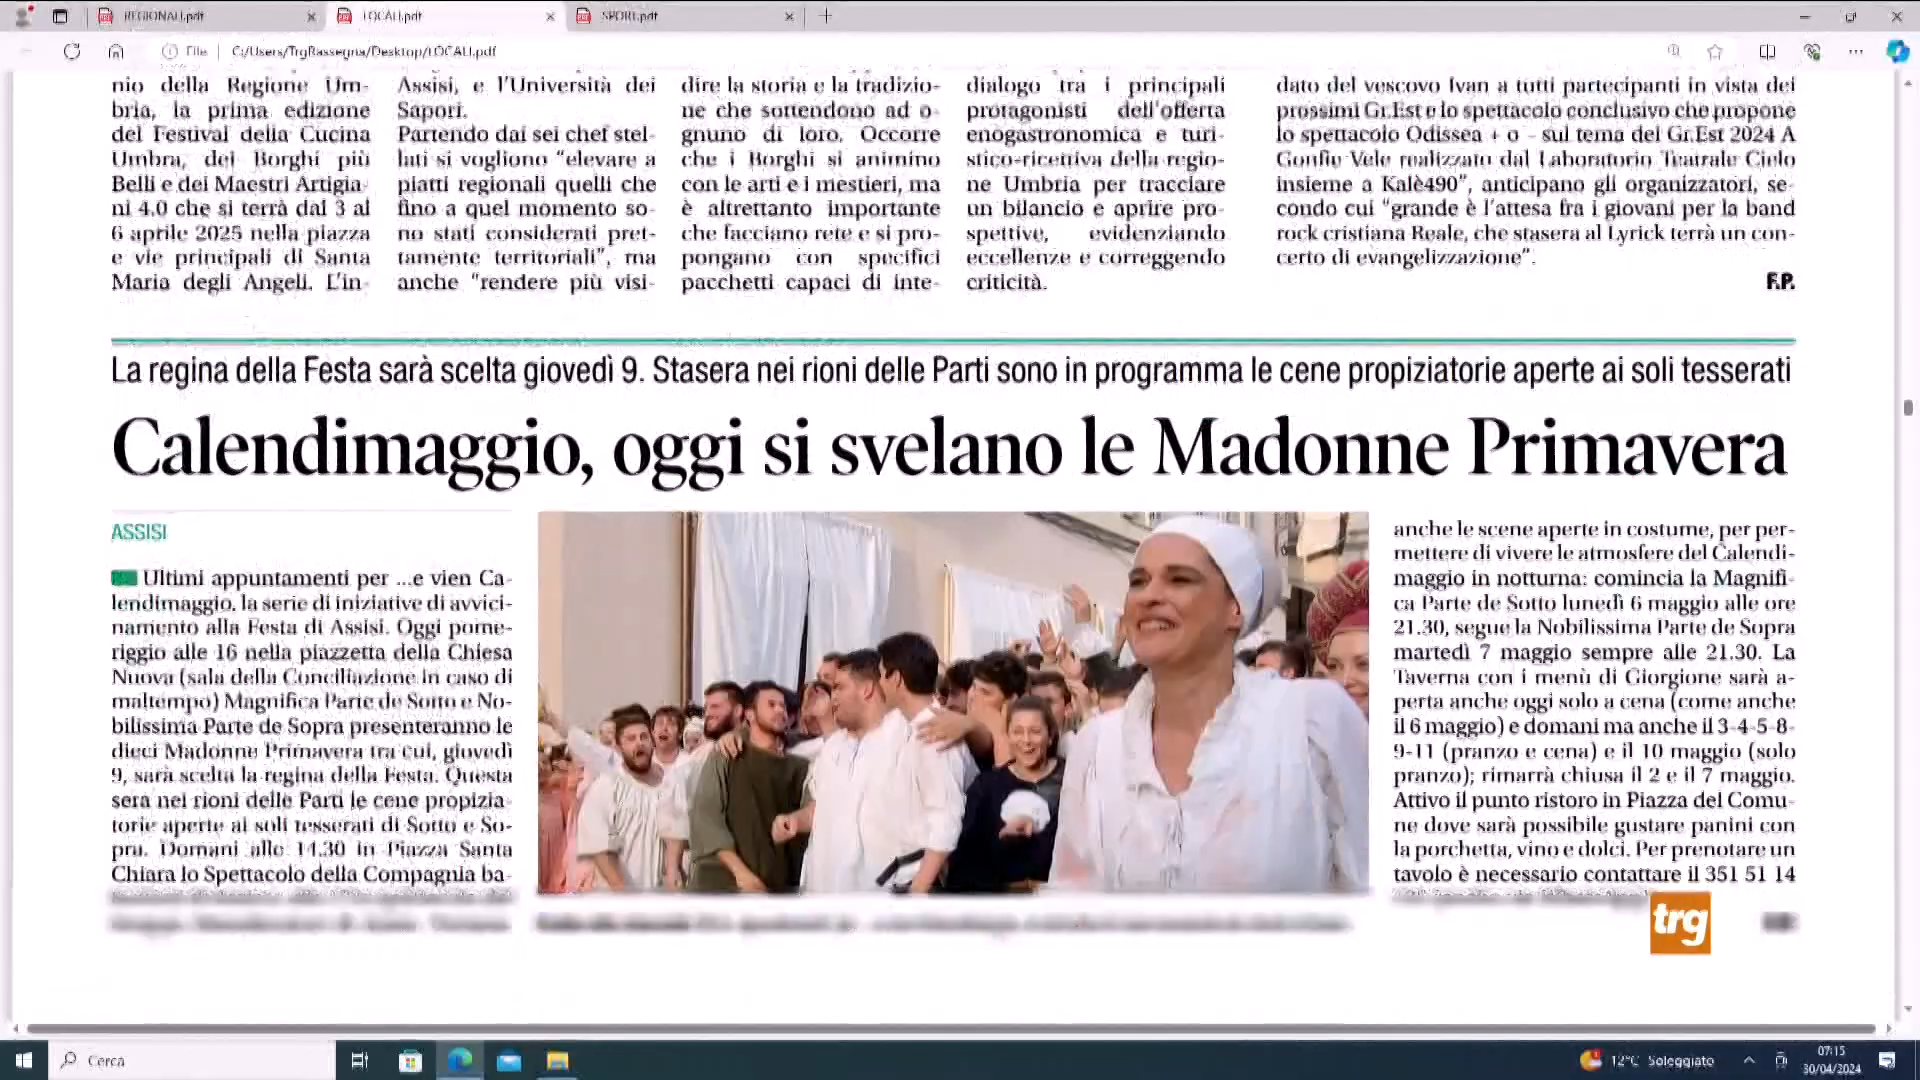 REGIONALI.pdf
LOCALI.pdf
SPORT.pdf
File
C:/Users/TrgRassegna/Desktop/LOCALI.pdf
nio della Regione Um-
bria, la prima edizione
del Festival della Cucina
Umbra, dei Borghi più
Belli e dei Maestri Artigia
ni 4.0 che si terrà dal 3 al
6 aprile 2025 nella piazza
e vie principali di Santa
Maria degli Angeli. L'in-
Assisi, e l'Università dei
Sapori.
Partendo dai sei chef stel-
lati si vogliono "elevare a
piatti regionali quelli che
fino a quel momento so-
no stati considerati pret-
tamente territoriali", ma
anche "rendere più visi-
dire la storia e la tradizio-
ne che sottendono ad o-
gnuno di loro. Occorre
che i Borghi si animino
con le arti e i mestieri, ma
è altrettanto importante
che facciano rete e si pro-
pongano con specifici
pacchetti capaci di inte-
dialogo tra i principali
protagonisti dell'offerta
enogastronomica e turi-
stico-ricettiva della regio-
ne Umbria per tracciare
un bilancio e aprire pro-
spettive, evidenziando
eccellenze e correggendo
criticità.
dato del vescovo Ivan a tutti partecipanti in vista dei
prossimi Gr.Est e lo spettacolo conclusivo che propone
lo spettacolo Odissea + o - sul tema del Gr.Est 2024 A
Gonfie Vele realizzato dal Laboratorio Teatrale Cielo
insieme a Kalè490", anticipano gli organizzatori, se-
condo cui "grande è l'attesa fra i giovani per la band
rock cristiana Reale, che stasera al Lyrick terrà un con-
certo di evangelizzazione".
F.P.
La regina della Festa sarà scelta giovedì 9. Stasera nei rioni delle Parti sono in programma le cene propiziatorie aperte ai soli tesserati
Calendimaggio, oggi si svelano le Madonne Primavera
ASSISI
Ultimi appuntamenti per ...e vien Ca-
lendimaggio, la serie di iniziative di avvici-
namento alla Festa di Assisi. Oggi pome-
riggio alle 16 nella piazzetta della Chiesa
Nuova (sala della Conciliazione in caso di
maltempo) Magnifica Parte de Sotto e No-
bilissima Parte de Sopra presenteranno le
dieci Madonne Primavera tra cui, giovedì
9, sarà scelta la regina della Festa. Questa
sera nei rioni delle Parti le cene propizia
torie aperte ai soli tesserati di Sotto e So-
pra. Domani alle 14.30 in Piazza Santa
Chiara lo Spettacolo della Compagnia ba-
anche le scene aperte in costume, per per-
mettere di vivere le atmosfere del Calendi-
maggio in notturna: comincia la Magnifi-
ca Parte de Sotto lunedì 6 maggio alle ore
21.30, segue la Nobilissima Parte de Sopra
martedì 7 maggio sempre alle 21.30. La
Taverna con i menù di Giorgione sarà a-
perta anche oggi solo a cena (come anche
il 6 maggio) e domani ma anche il 3-4-5-8-
9-11 (pranzo e cena) e il 10 maggio (solo
pranzo); rimarrà chiusa il 2 e il 7 maggio.
Attivo il punto ristoro in Piazza del Comu-
ne dove sarà possibile gustare panini con
la porchetta, vino e dolci. Per prenotare un
tavolo è necessario contattare il 351 51 14
trg
Cerca
12°C Soleggiato
07:15
30/04/2024